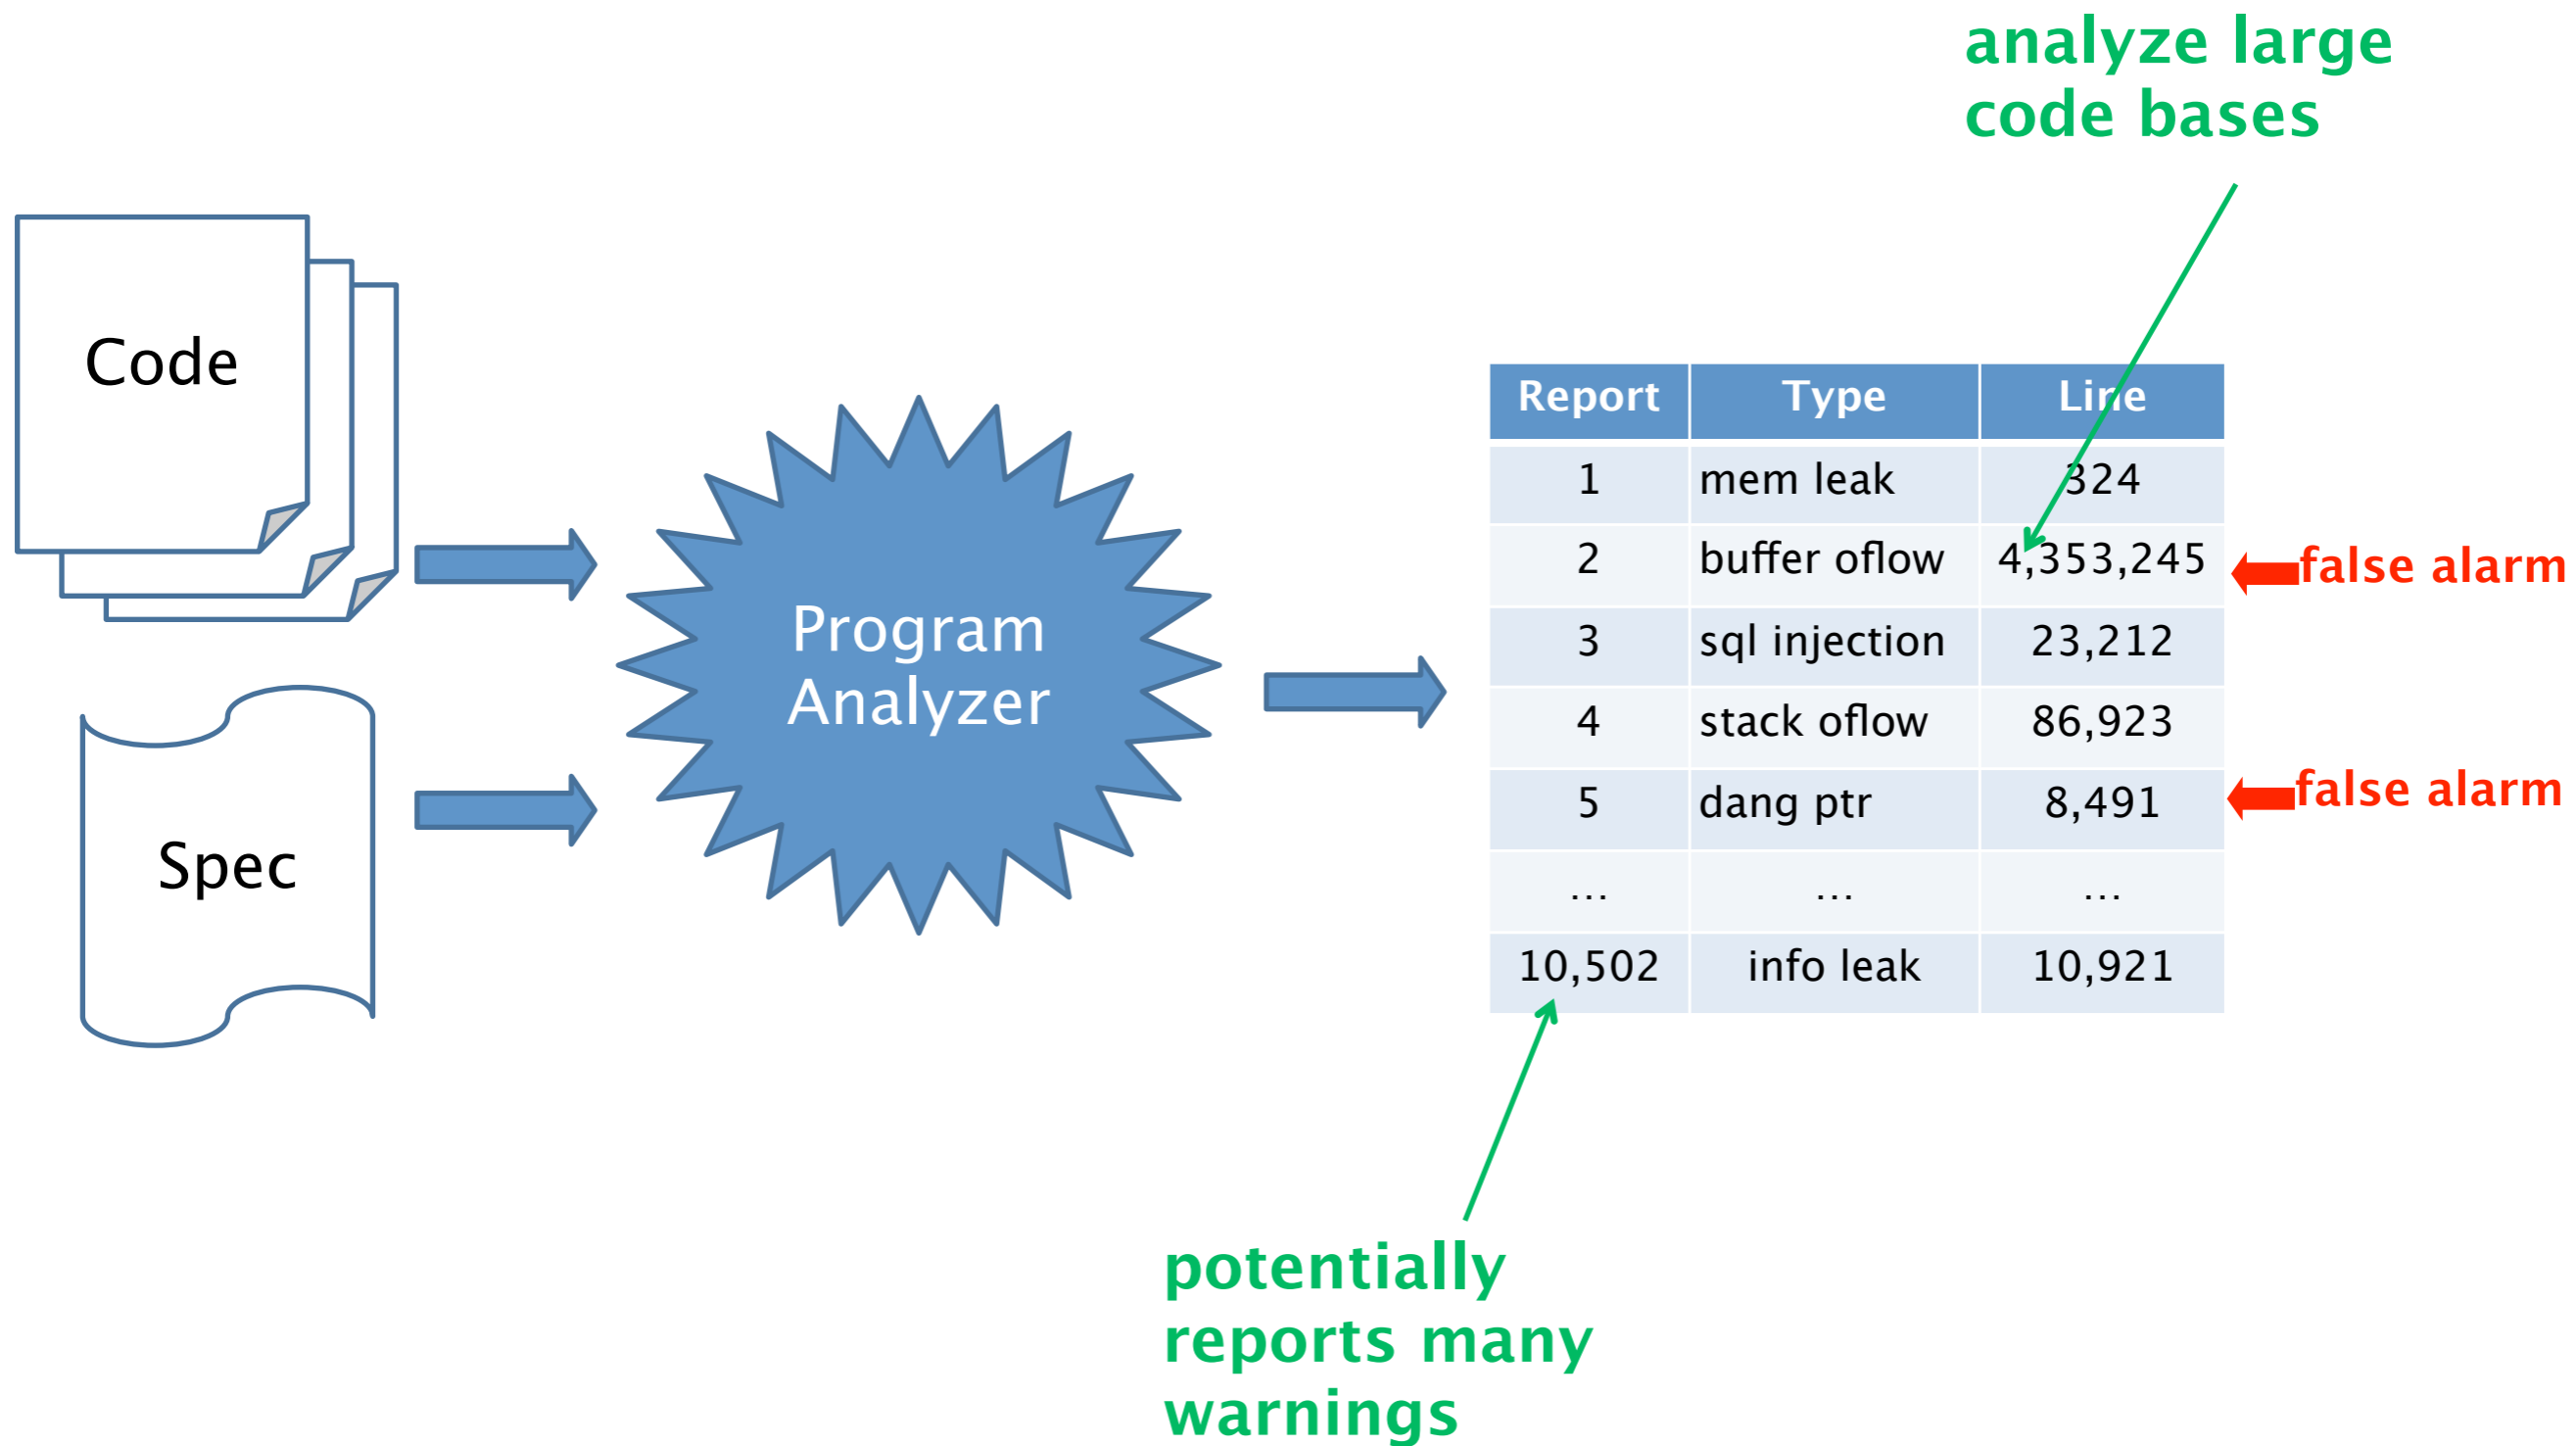 analyze large
code bases
Code
Spec
Program
Analyzer
Report Type Line
1 mem leak 324
2 buffer oflow 4,353,245
false alarm
3 sql injection 23,212
4 stack oflow 86,923
5 dang ptr 8,491
false alarm
... ... ...
10,502 info leak 10,921
potentially
reports many
warnings